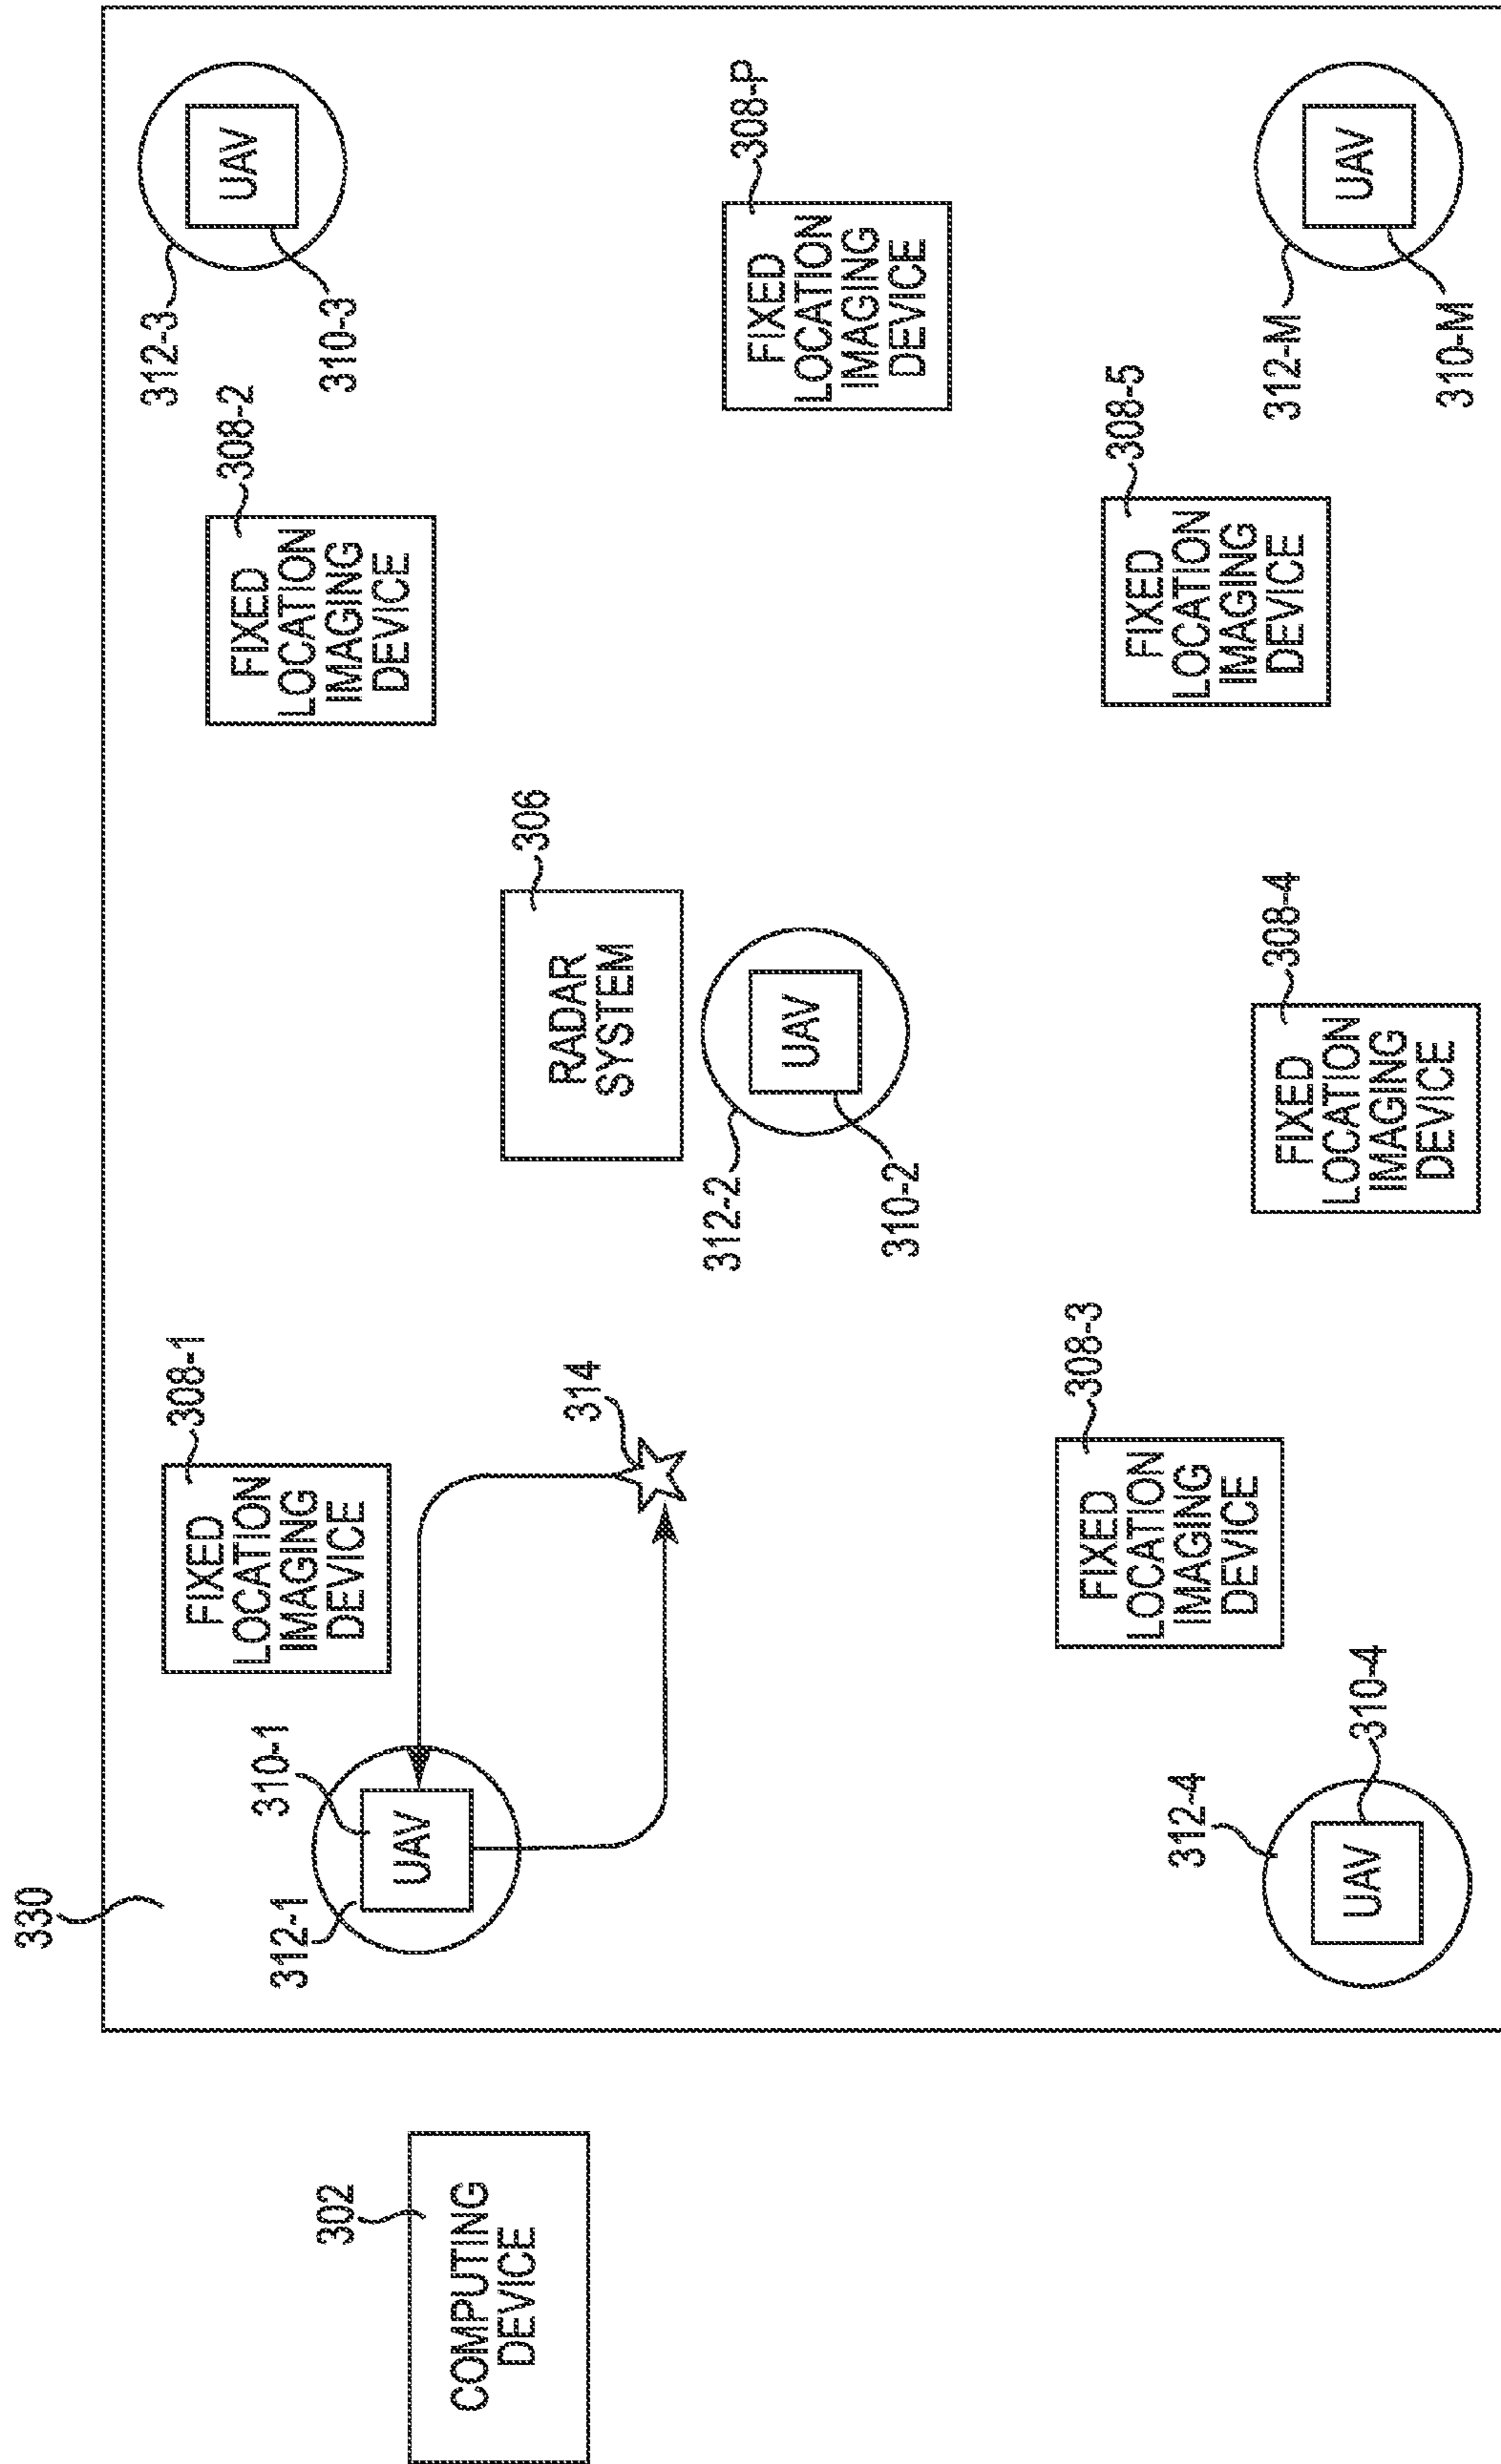 330
312-3
UAV
310-3
308-2
FIXED
LOCATION
IMAGING
DEVICE
308-1
FIXED
LOCATION
IMAGING
DEVICE
310-1
UAV
312-1
302
COMPUTING
DEVICE
306
RADAR
SYSTEM
314
308-P
FIXED
LOCATION
IMAGING
DEVICE
UAV
312-2
310-2
308-5
FIXED
LOCATION
IMAGING
DEVICE
308-3
FIXED
LOCATION
IMAGING
DEVICE
308-4
FIXED
LOCATION
IMAGING
DEVICE
312-4
UAV
310-4
312-M
UAV
310-M